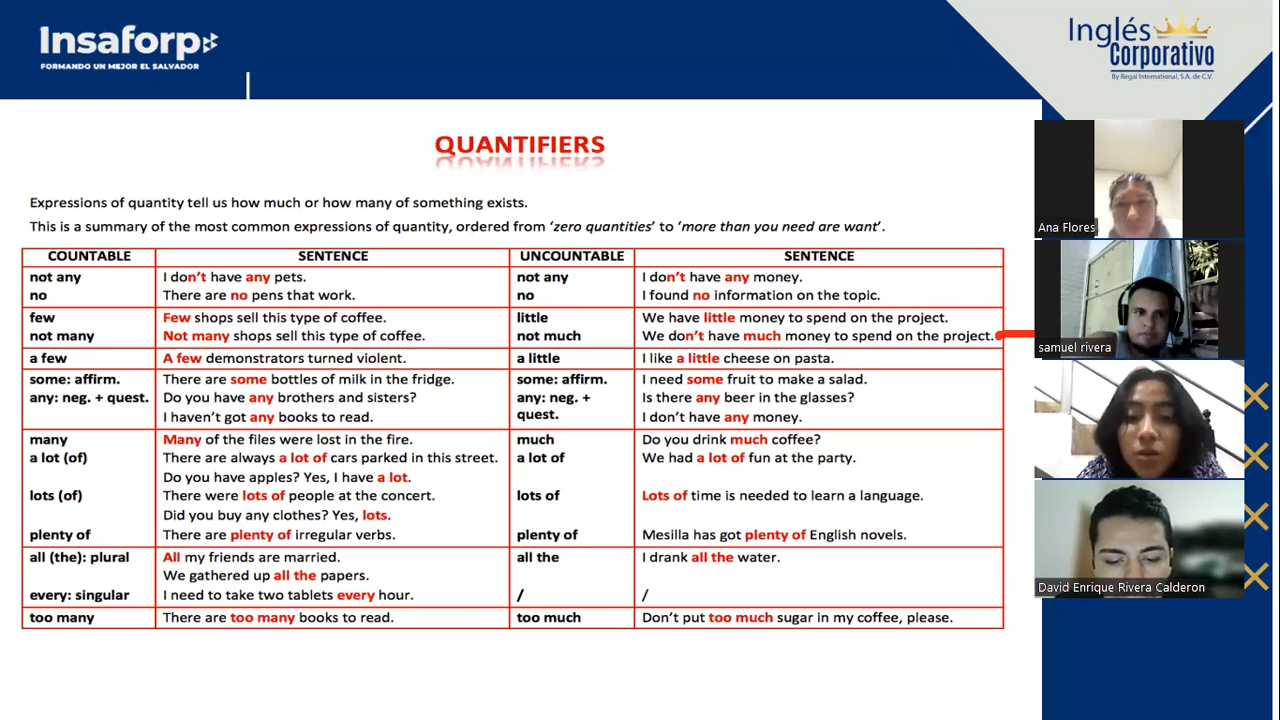 Insaforp
FORMANDO UN MEJOR EL SALVADOR
Inglés
Corporativo
By Regal International, S.A. de C.V.
QUANTIFIERS
Expressions of quantity tell us how much or how many of something exists.
This is a summary of the most common expressions of quantity, ordered from ‘zero quantities’ to ‘more than you need are want’.
COUNTABLE SENTENCE UNCOUNTABLE SENTENCE
not any I don’t have any pets. not any I don’t have any money.
no There are no pens that work. no I found no information on the topic.
few Few shops sell this type of coffee. little We have little money to spend on the project.
not many Not many shops sell this type of coffee. not much We don’t have much money to spend on the project.
a few A few demonstrators turned violent. a little I like a little cheese on pasta.
some: affirm. There are some bottles of milk in the fridge. some: affirm. I need some fruit to make a salad.
any: neg. + quest. Do you have any brothers and sisters? any: neg. + Is there any beer in the glasses?
I haven’t got any books to read. quest. I don’t have any money.
many Many of the files were lost in the fire. much Do you drink much coffee?
a lot (of) There are always a lot of cars parked in this street. a lot of We had a lot of fun at the party.
Do you have apples? Yes, I have a lot.
lots (of) There were lots of people at the concert. lots of Lots of time is needed to learn a language.
Did you buy any clothes? Yes, lots.
plenty of There are plenty of irregular verbs. plenty of Mesilla has got plenty of English novels.
all (the): plural All my friends are married. all the I drank all the water.
We gathered up all the papers.
every: singular I need to take two tablets every hour. / /
too many There are too many books to read. too much Don’t put too much sugar in my coffee, please.
Ana Flores
samuel rivera
David Enrique Rivera Calderon